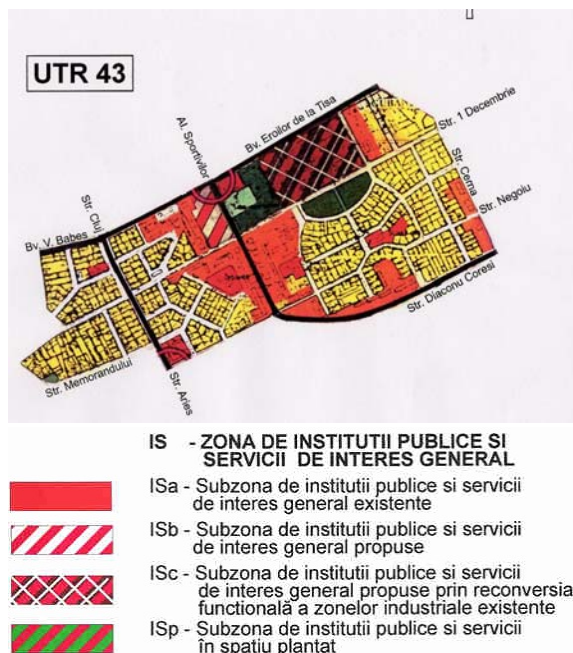 UTR 43
Al. Sportivilor
Bv. Eroilor de la Tisa
Str. 1 Decembrie
Str. Cerna
Str. Negoiu
Str. Cluj
Bv. V. Babes
Str. Diaconu Coresi
Str. Memorandului
Str. Aries
IS - ZONA DE INSTITUTII PUBLICE SI
SERVICII DE INTERES GENERAL
ISa - Subzona de institutii publice si servicii
de interes general existente
ISb - Subzona de institutii publice si servicii
de interes general propuse
ISc - Subzona de institutii publice si servicii
de interes general propuse prin reconversia
functională a zonelor industriale existente
ISp - Subzona de institutii publice si servicii
în spatiu plantat